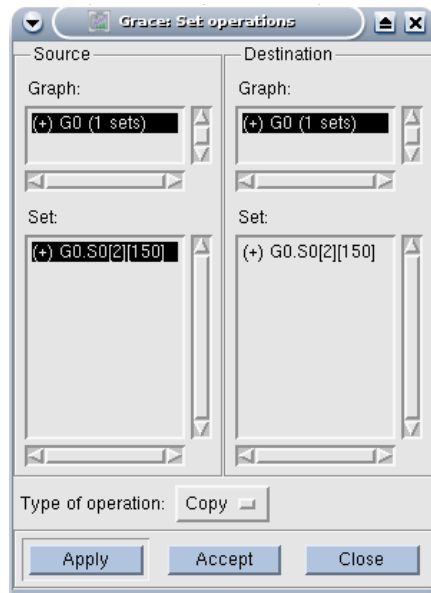 Grace: Set operations
Source
Destination
Graph:
Graph:
(+) G0 (1 sets)
(+) G0 (1 sets)
Set:
Set:
(+) G0.S0[2][150]
(+) G0.S0[2][150]
Type of operation: Copy
Apply
Accept
Close